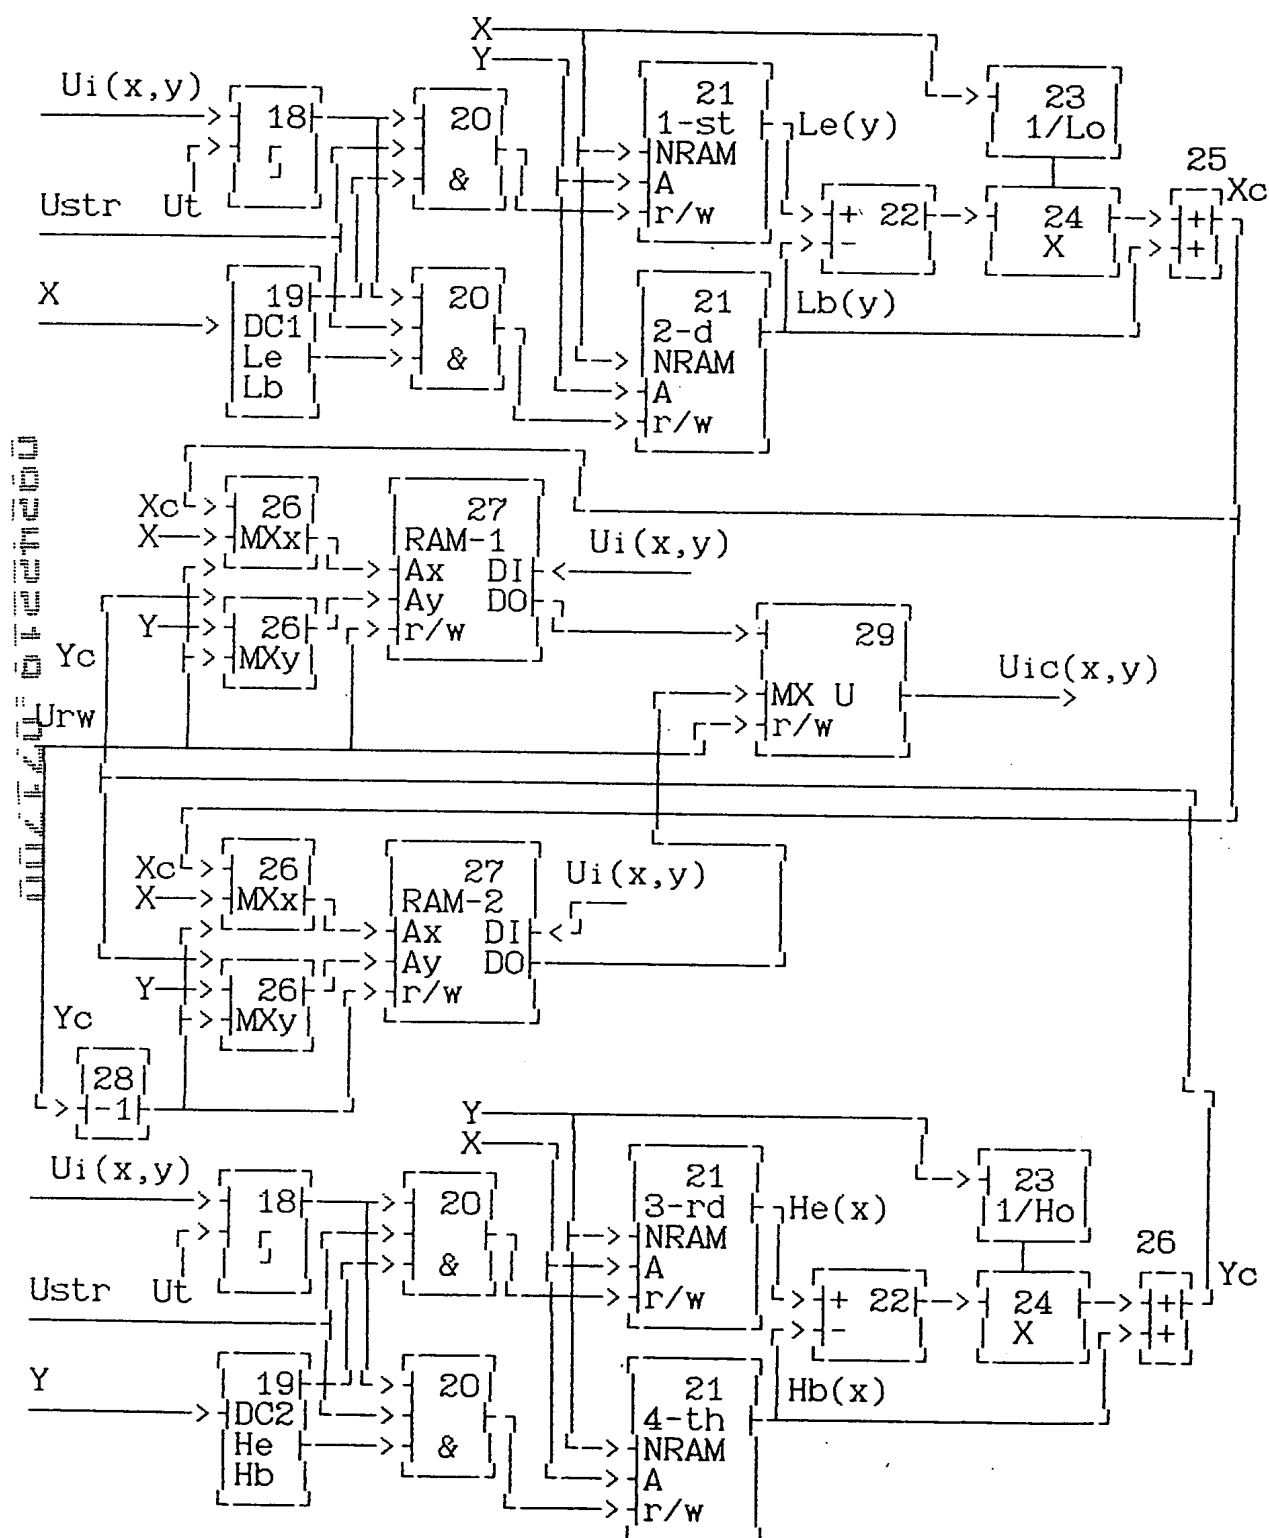 X
Y
Ui(x,y)
18
20
&
Ustr Ut
21
1-st
NRAM
A
r/w
Le(y)
23
1/Lo
25
Xc
+ 22
-
24
X
+
+
X
19
DC1
Le
Lb
20
&
21
2-d
NRAM
A
r/w
Lb(y)
Xc
X
26
MXx
27
RAM-1
Ax DI
Ay DO
r/w
Ui(x,y)
Y
26
MXy
Yc
29
MX U
r/w
Uic(x,y)
Urw
Xc
X
26
MXx
27
RAM-2
Ax DI
Ay DO
r/w
Ui(x,y)
Y
26
MXy
Yc
28
-1
Y
X
Ui(x,y)
18
20
&
Ustr Ut
21
3-rd
NRAM
A
r/w
He(x)
23
1/Ho
26
Yc
+ 22
-
24
X
+
+
Y
19
DC2
He
Hb
20
&
21
4-th
NRAM
A
r/w
Hb(x)